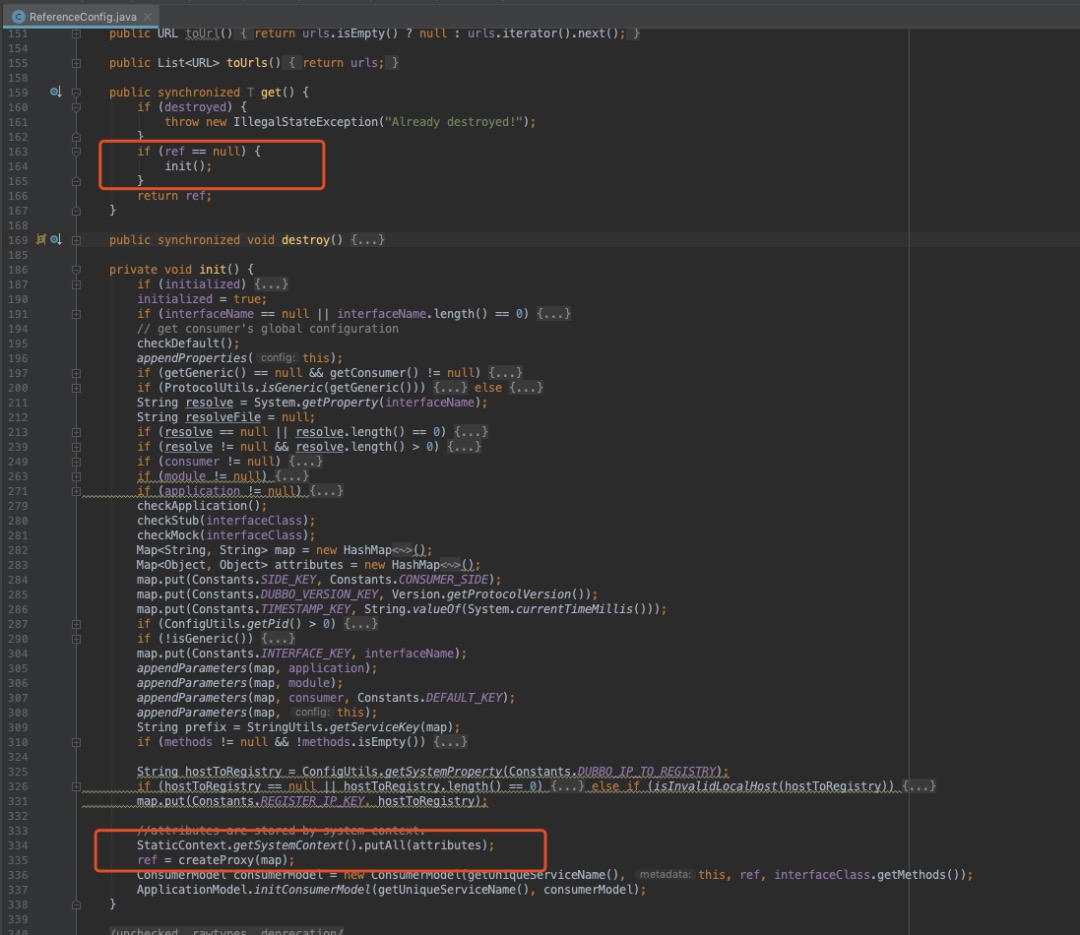 ReferenceConfig.java
151 public URL toUrl() { return urls.isEmpty() ? null : urls.iterator().next(); }
154
155 public List<URL> toUrls() { return urls; }
158
159 public synchronized T get() {
160 if (destroyed) {
161 throw new IllegalStateException("Already destroyed!");
162 }
163 if (ref == null) {
164 init();
165 }
166 return ref;
167 }
168
169 public synchronized void destroy() {...}
185
186 private void init() {
187 if (initialized) {...}
190 initialized = true;
191 if (interfaceName == null || interfaceName.length() == 0) {...}
194 // get consumer's global configuration
195 checkDefault();
196 appendProperties( config: this);
197 if (getGeneric() == null && getConsumer() != null) {...}
200 if (ProtocolUtils.isGeneric(getGeneric())) {...} else {...}
211 String resolve = System.getProperty(interfaceName);
212 String resolveFile = null;
213 if (resolve == null || resolve.length() == 0) {...}
239 if (resolve != null && resolve.length() > 0) {...}
249 if (consumer != null) {...}
263 if (module != null) {...}
271 if (application != null) {...}
279 checkApplication();
280 checkStub(interfaceClass);
281 checkMock(interfaceClass);
282 Map<String, String> map = new HashMap<~>();
283 Map<Object, Object> attributes = new HashMap<~>();
284 map.put(Constants.SIDE_KEY, Constants.CONSUMER_SIDE);
285 map.put(Constants.DUBBO_VERSION_KEY, Version.getProtocolVersion());
286 map.put(Constants.TIMESTAMP_KEY, String.valueOf(System.currentTimeMillis()));
287 if (ConfigUtils.getPid() > 0) {...}
290 if (!isGeneric()) {...}
304 map.put(Constants.INTERFACE_KEY, interfaceName);
305 appendParameters(map, application);
306 appendParameters(map, module);
307 appendParameters(map, consumer, Constants.DEFAULT_KEY);
308 appendParameters(map, config: this);
309 String prefix = StringUtils.getServiceKey(map);
310 if (methods != null && !methods.isEmpty()) {...}
324
325 String hostToRegistry = ConfigUtils.getSystemProperty(Constants.DUBBO_IP_TO_REGISTRY);
326 if (hostToRegistry == null || hostToRegistry.length() == 0) {...} else if (isInvalidLocalHost(hostToRegistry)) {...}
331 map.put(Constants.REGISTER_IP_KEY, hostToRegistry);
332
333 //attributes are stored by system context.
334 StaticContext.getSystemContext().putAll(attributes);
335 ref = createProxy(map);
336 ConsumerModel consumerModel = new ConsumerModel(getUniqueServiceName(), metadata: this, ref, interfaceClass.getMethods());
337 ApplicationModel.initConsumerModel(getUniqueServiceName(), consumerModel);
338 }
339
340 /unchecked, rawtypes, deprecation/